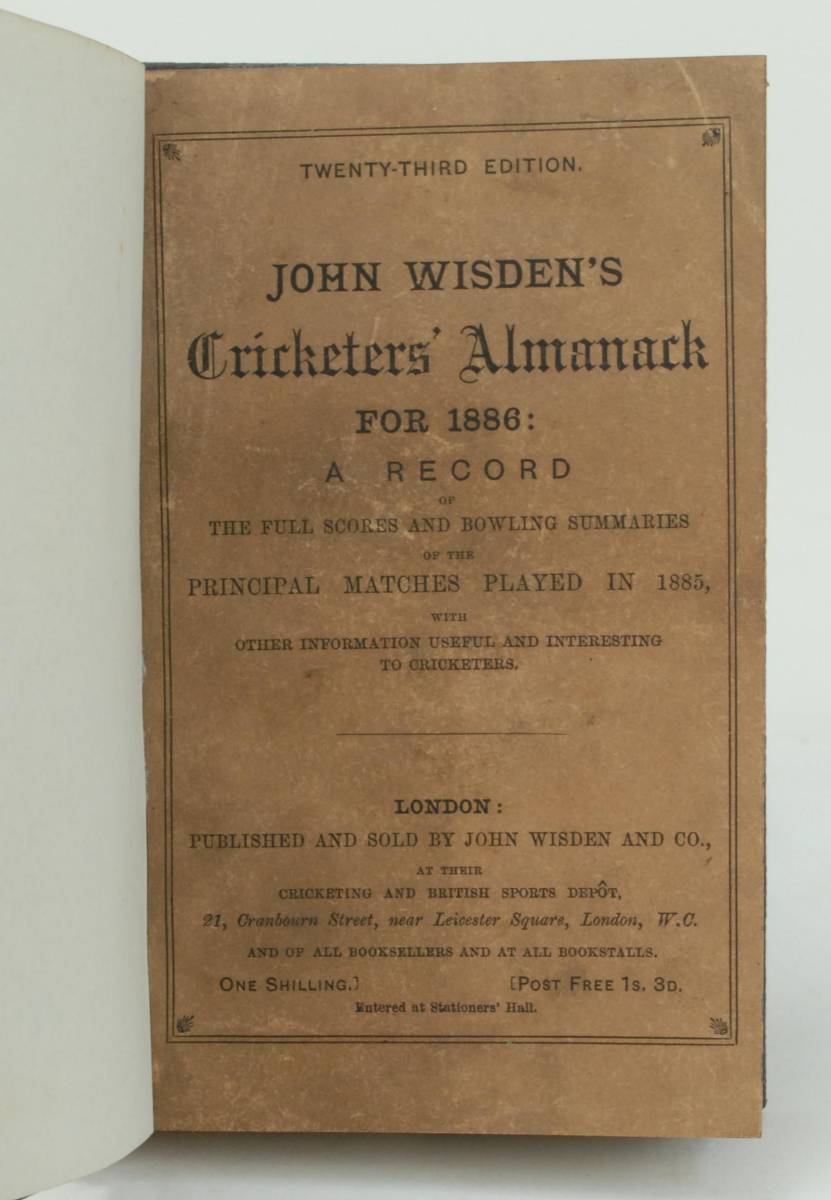 TWENTY-THIRD EDITION.
JOHN WISDEN'S
Cricketers' Almanack
FOR 1886:
A RECORD
OF
THE FULL SCORES AND BOWLING SUMMARIES
OF THE
PRINCIPAL MATCHES PLAYED IN 1885,
WITH
OTHER INFORMATION USEFUL AND INTERESTING
TO CRICKETERS.
LONDON:
PUBLISHED AND SOLD BY JOHN WISDEN AND CO.,
AT THEIR
CRICKETING AND BRITISH SPORTS DEPÔT,
21, Cranbourn Street, near Leicester Square, London, W.C.
AND OF ALL BOOKSELLERS AND AT ALL BOOKSTALLS.
ONE SHILLING.] [POST FREE 1S. 3D.
Entered at Stationers' Hall.